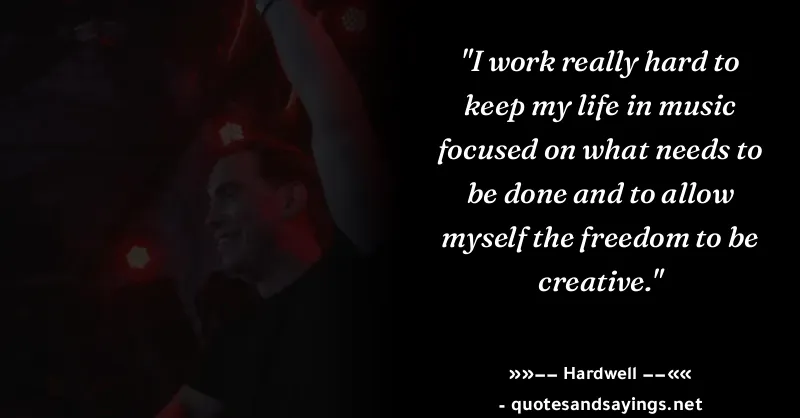 "I work really hard to
keep my life in music
focused on what needs to
be done and to allow
myself the freedom to be
creative."
»»–– Hardwell ––««
- quotesandsayings.net